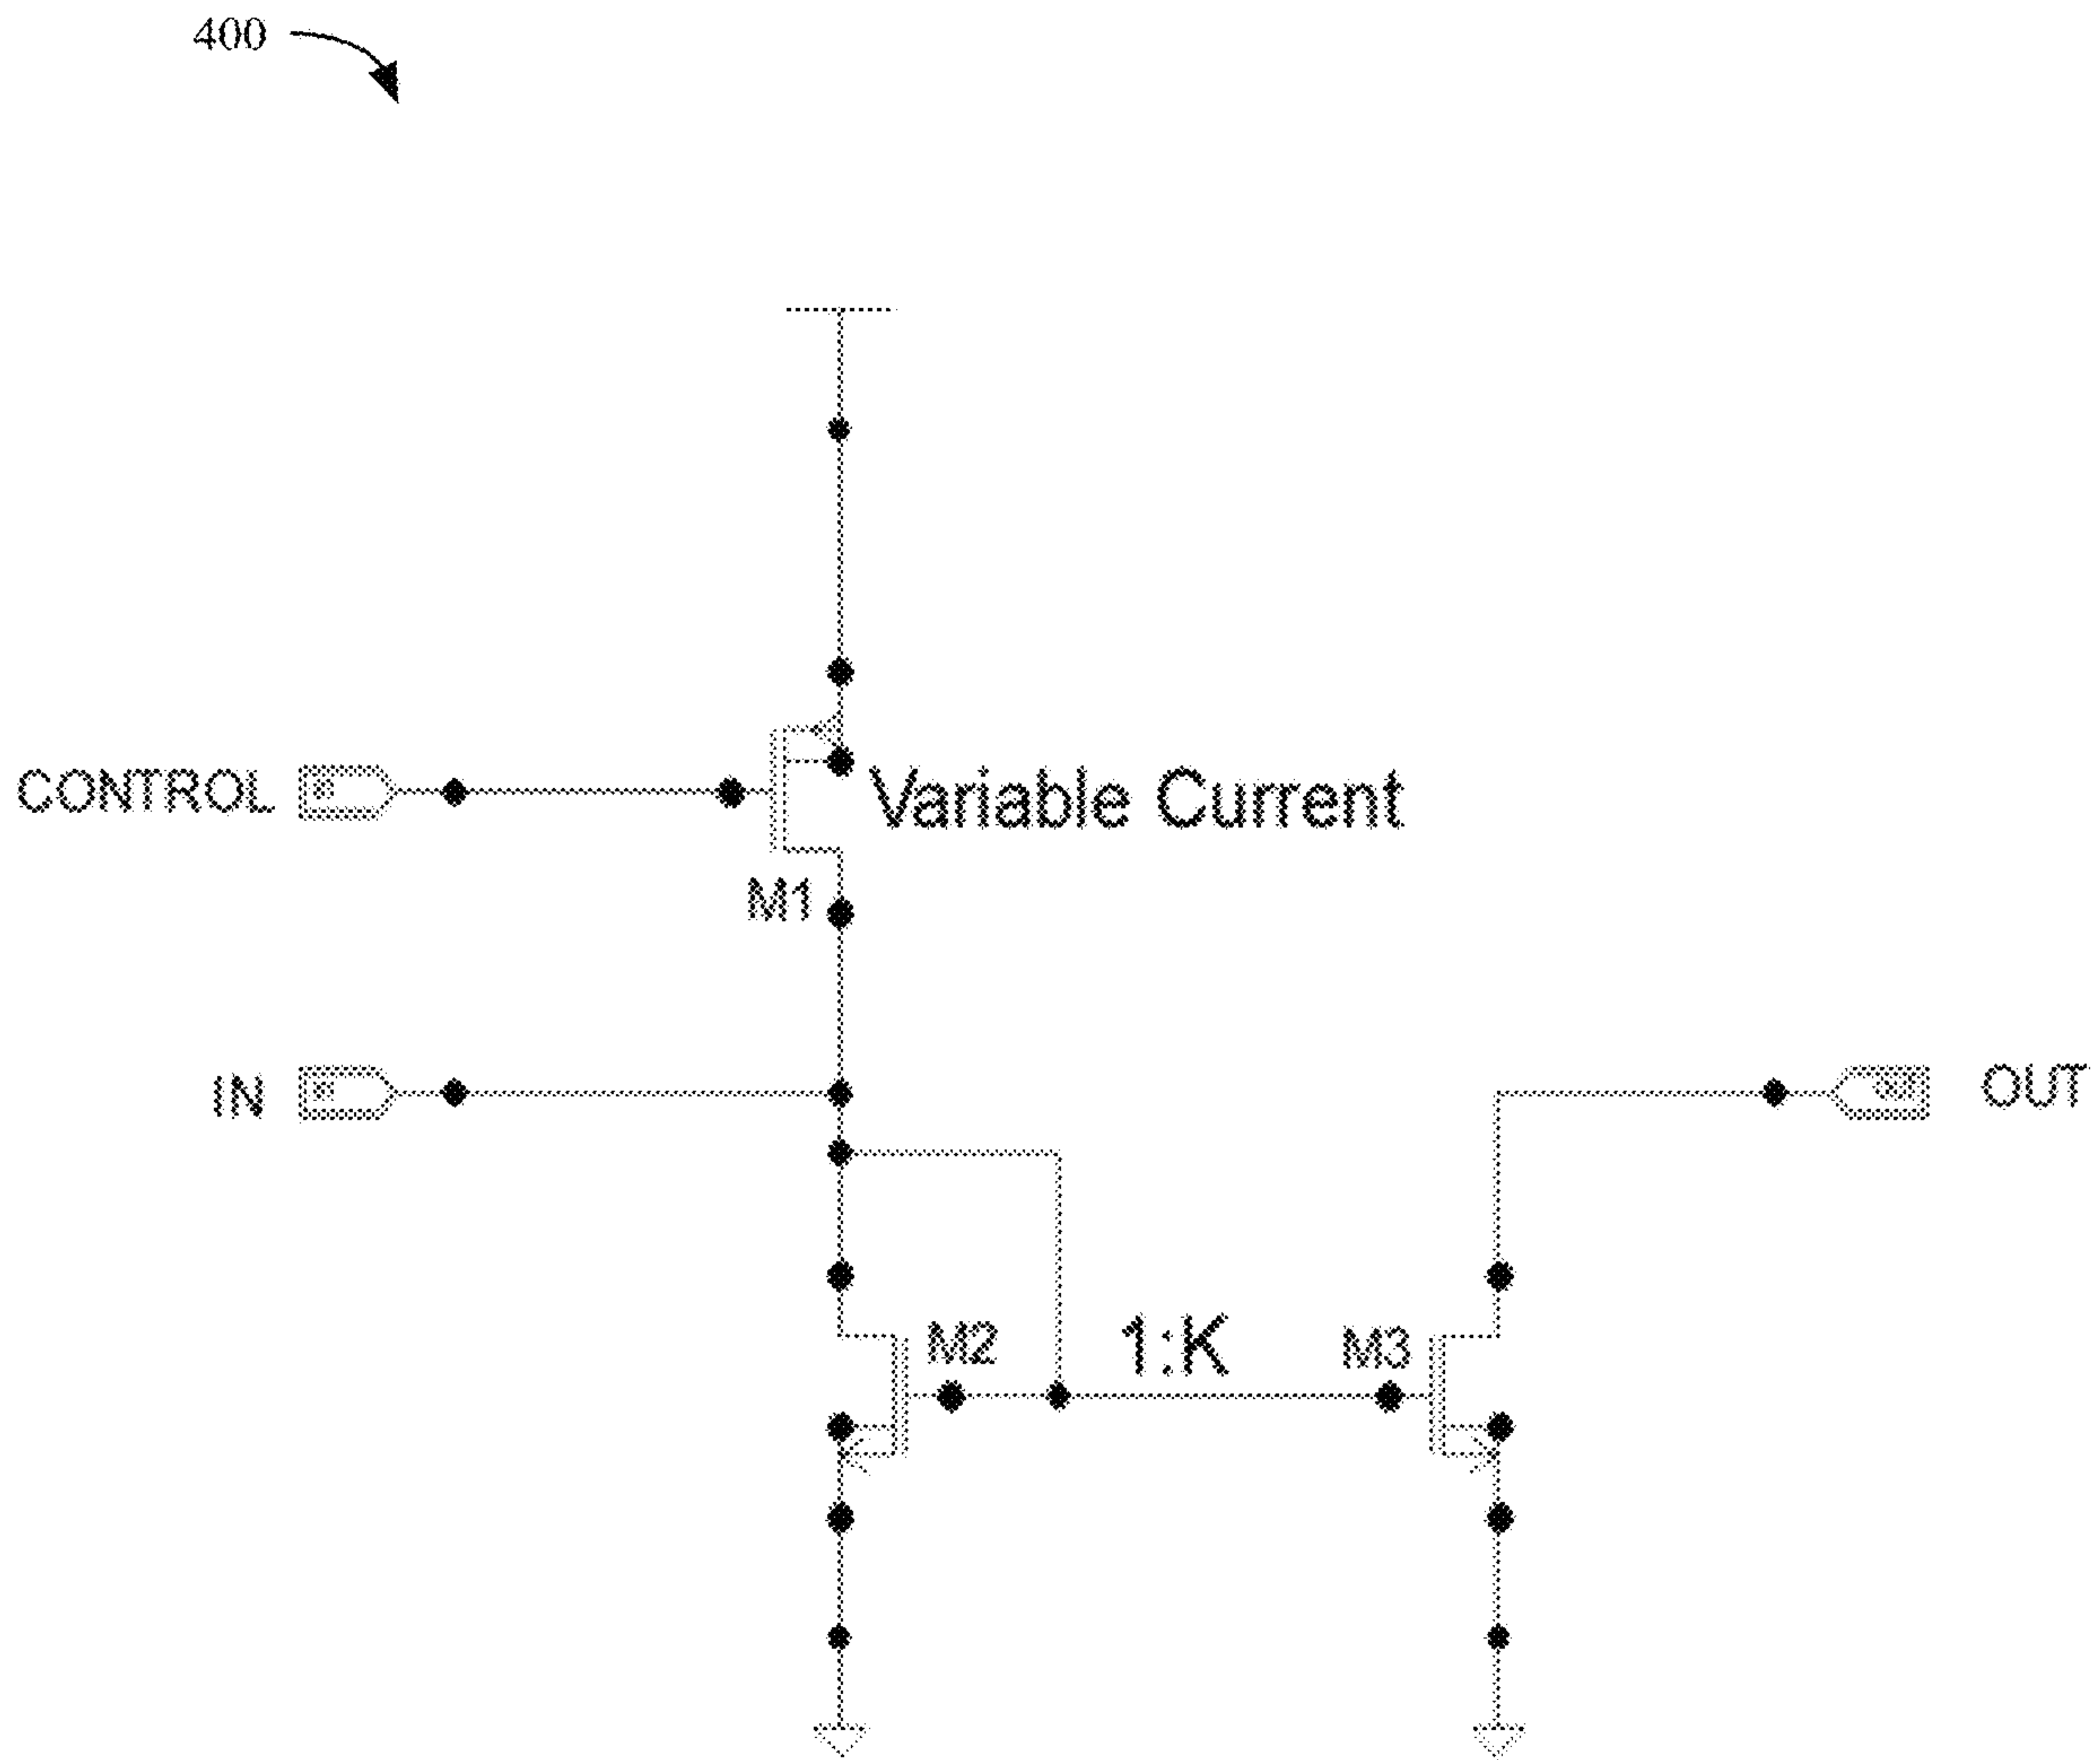 400
CONTROL
Variable Current
M1
IN
OUT
M2
1:K
M3